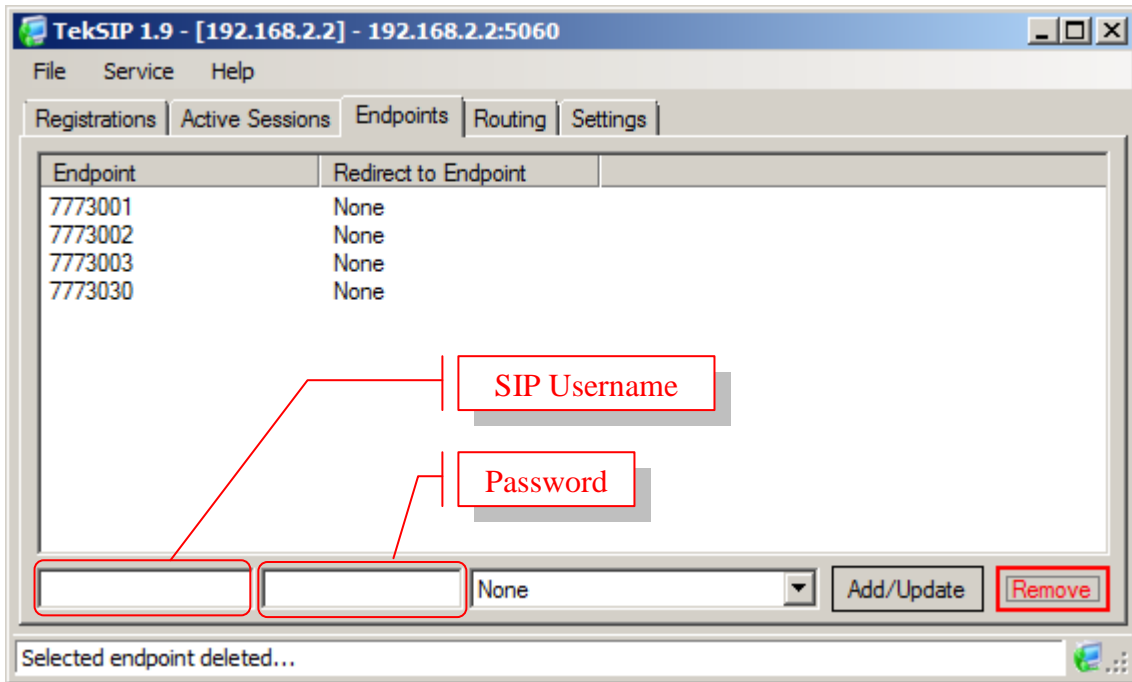 TekSIP 1.9 - [192.168.2.2] - 192.168.2.2:5060
File Service Help
Registrations Active Sessions Endpoints Routing Settings
Endpoint Redirect to Endpoint
7773001 None
7773002 None
7773003 None
7773030 None
SIP Username
Password
None Add/Update Remove
Selected endpoint deleted...